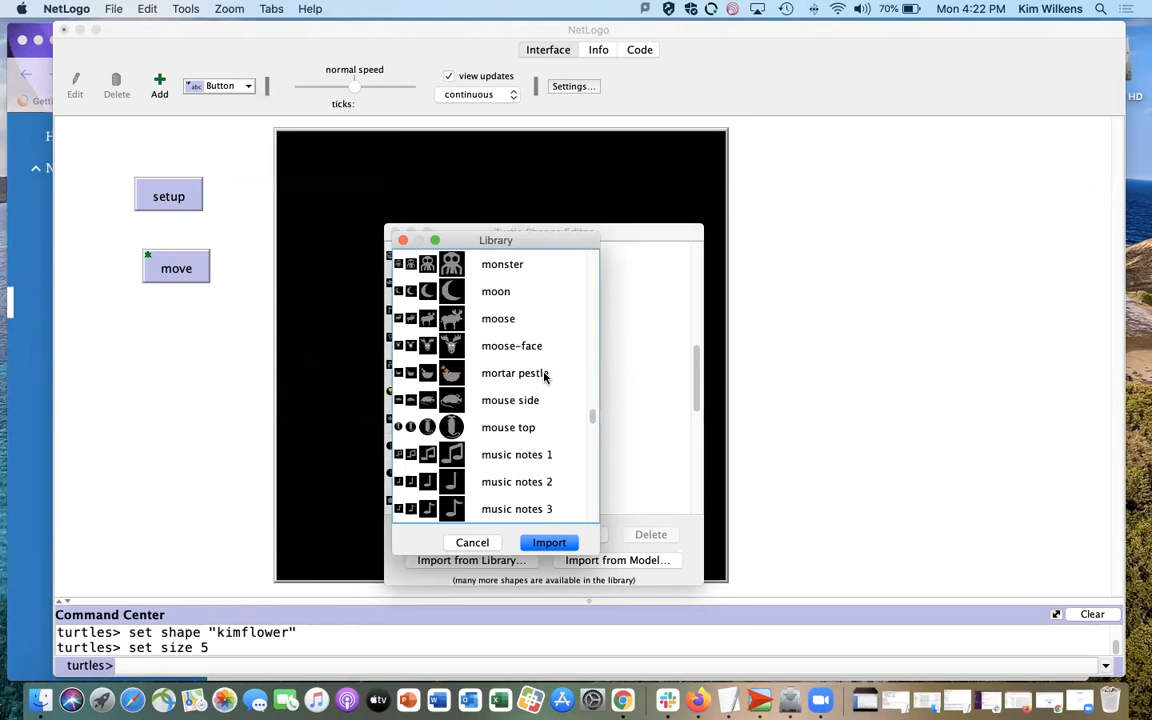 NetLogo File Edit Tools Zoom Tabs Help 70% Mon 4:22 PM Kim Wilkens
NetLogo
Interface Info Code
normal speed
view updates
Edit Delete Add abc Button continuous Settings...
ticks:
HD
Getti
H
N
setup
move
Library
monster
moon
moose
moose-face
mortar pestle
mouse side
mouse top
music notes 1
music notes 2
music notes 3
Delete
Cancel Import
Import from Library... Import from Model...
(many more shapes are available in the library)
Command Center Clear
turtles> set shape "kimflower"
turtles> set size 5
turtles>